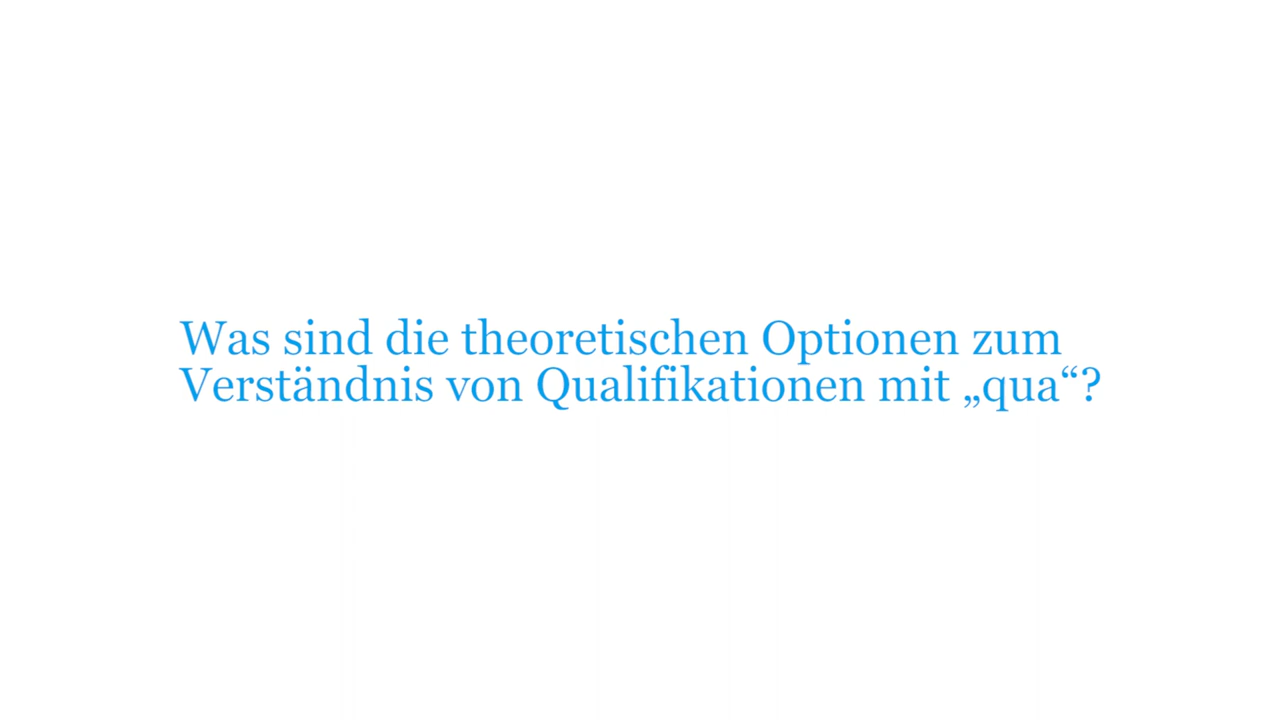 Was sind die theoretischen Optionen zum
Verständnis von Qualifikationen mit „qua“?